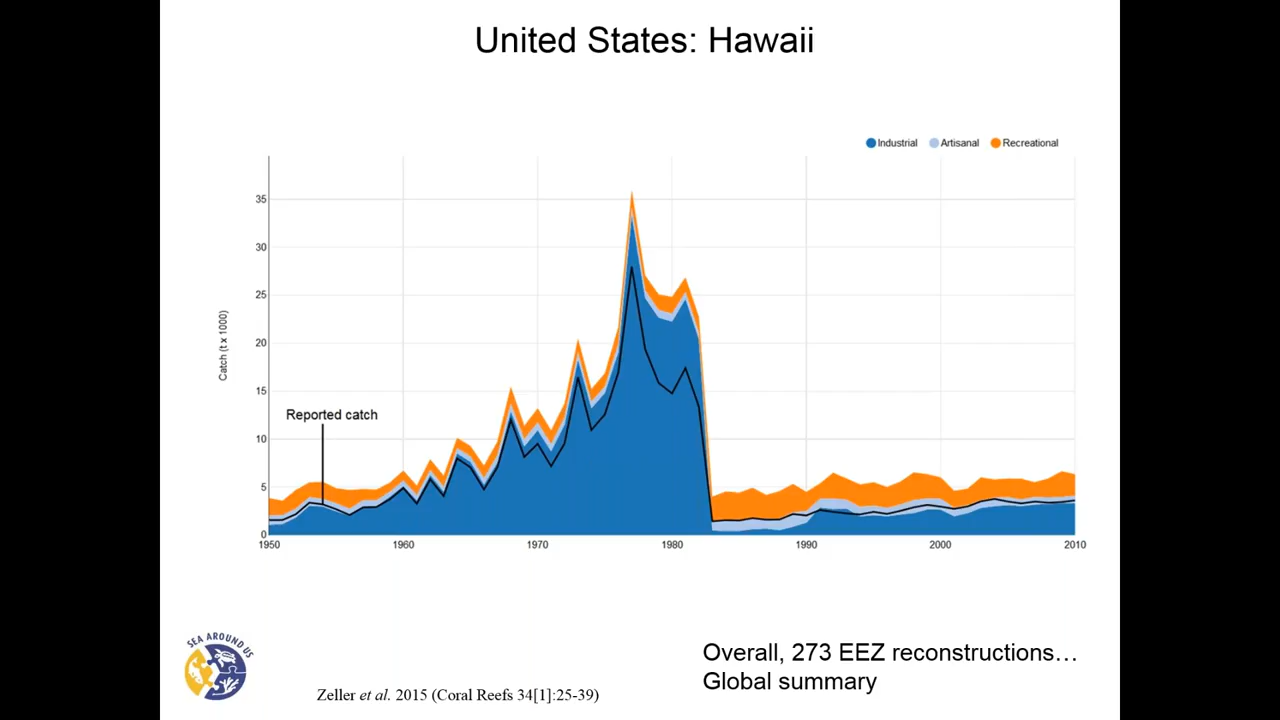 United States: Hawaii
Industrial Artisanal Recreational
35
30
25
20
15
10
5
0
Catch (t x 1000)
Reported catch
1950 1960 1970 1980 1990 2000 2010
SEA AROUND US
Overall, 273 EEZ reconstructions…
Global summary
Zeller et al. 2015 (Coral Reefs 34[1]:25-39)